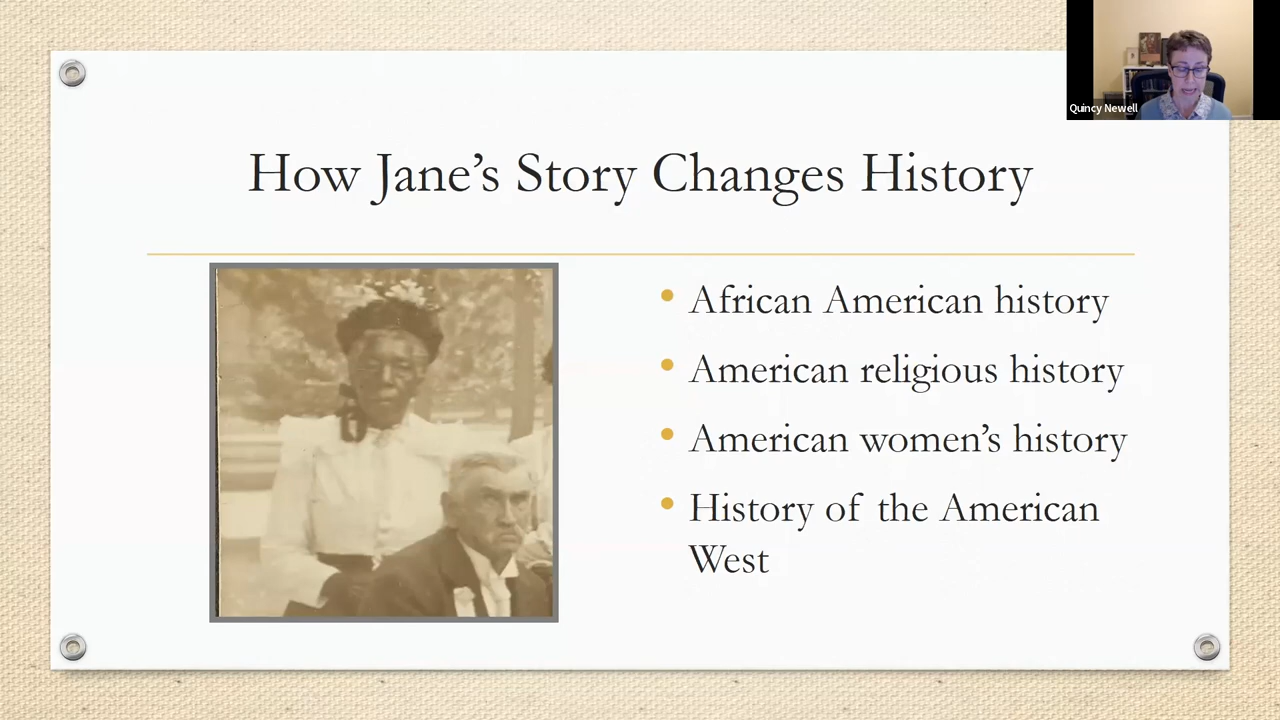 Quincy Newell
How Jane’s Story Changes History
African American history
American religious history
American women’s history
History of the American
West